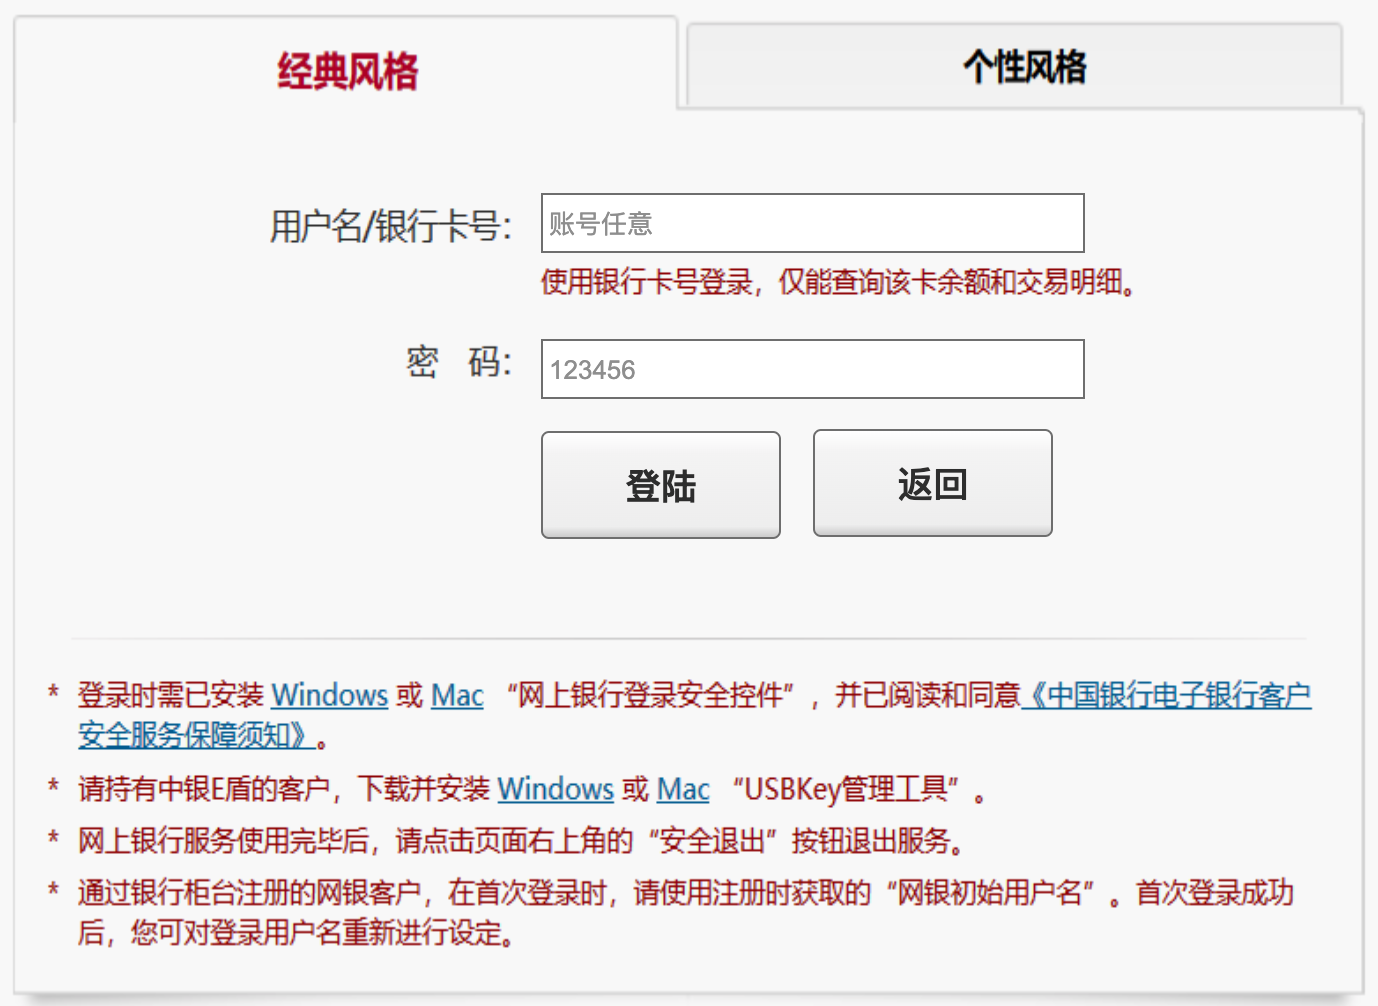 经典风格
个性风格
用户名/银行卡号：
账号任意
使用银行卡号登录，仅能查询该卡余额和交易明细。
密 码：
123456
登陆
返回
* 登录时需已安装 Windows 或 Mac “网上银行登录安全控件”，并已阅读和同意《中国银行电子银行客户
安全服务保障须知》。
* 请持有中银E盾的客户，下载并安装 Windows 或 Mac “USBKey管理工具”。
* 网上银行服务使用完毕后，请点击页面右上角的“安全退出”按钮退出服务。
* 通过银行柜台注册的网银客户，在首次登录时，请使用注册时获取的“网银初始用户名”。首次登录成功
后，您可对登录用户名重新进行设定。